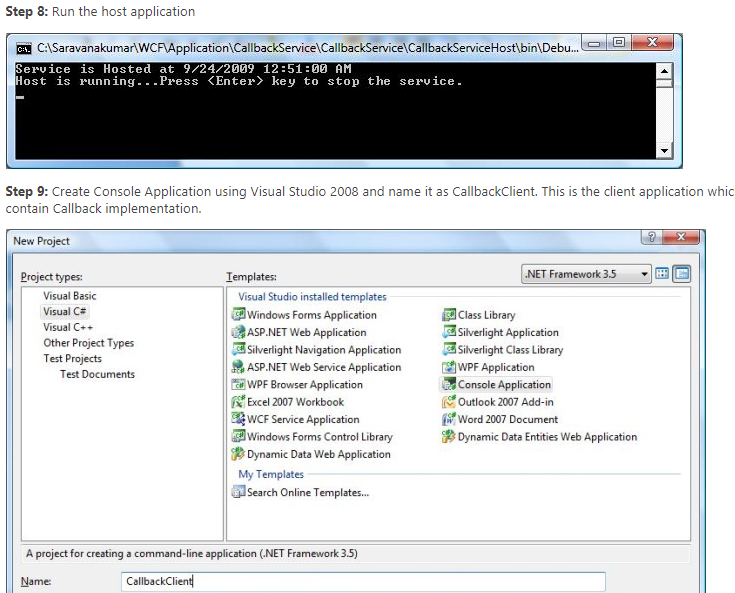 Step 8: Run the host application
C:\Saravanakumar\WCF\Application\CallbackService\CallbackService\CallbackServiceHost\bin\Debu...
Service is Hosted at 9/24/2009 12:51:00 AM
Host is running...Press <Enter> key to stop the service.
Step 9: Create Console Application using Visual Studio 2008 and name it as CallbackClient. This is the client application whic
contain Callback implementation.
New Project
Project types:
Templates:
.NET Framework 3.5
Visual Basic
Visual C#
Visual C++
Other Project Types
Test Projects
Test Documents
Visual Studio installed templates
Windows Forms Application
Class Library
ASP.NET Web Application
Silverlight Application
Silverlight Navigation Application
Silverlight Class Library
ASP.NET Web Service Application
WPF Application
WPF Browser Application
Console Application
Excel 2007 Workbook
Outlook 2007 Add-in
WCF Service Application
Word 2007 Document
Windows Forms Control Library
Dynamic Data Entities Web Application
Dynamic Data Web Application
My Templates
Search Online Templates...
A project for creating a command-line application (.NET Framework 3.5)
Name:
CallbackClient